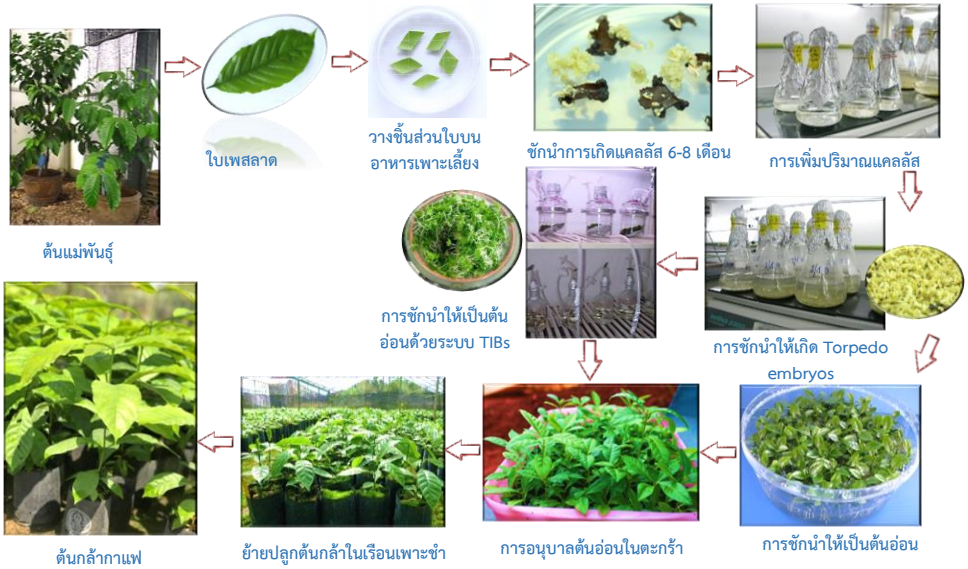 ต้นแม่พันธุ์
ใบเพสลาด
วางชิ้นส่วนใบบน
อาหารเพาะเลี้ยง
ชักนำการเกิดแคลลัส 6-8 เดือน
การเพิ่มปริมาณแคลลัส
การชักนำให้เกิด Torpedo
embryos
การชักนำให้เป็นต้น
อ่อนด้วยระบบ TIBs
การชักนำให้เป็นต้นอ่อน
การอนุบาลต้นอ่อนในตะกร้า
ย้ายปลูกต้นกล้าในเรือนเพาะชำ
ต้นกล้ากาแฟ